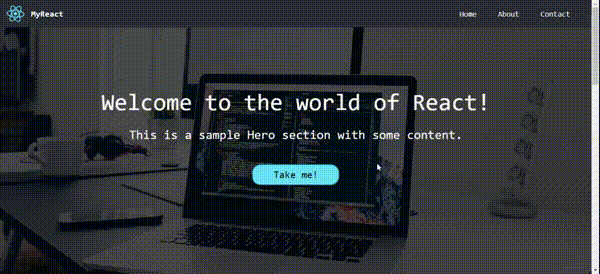 MyReact
Home About Contact
Welcome to the world of React!
This is a sample Hero section with some content.
Take me!